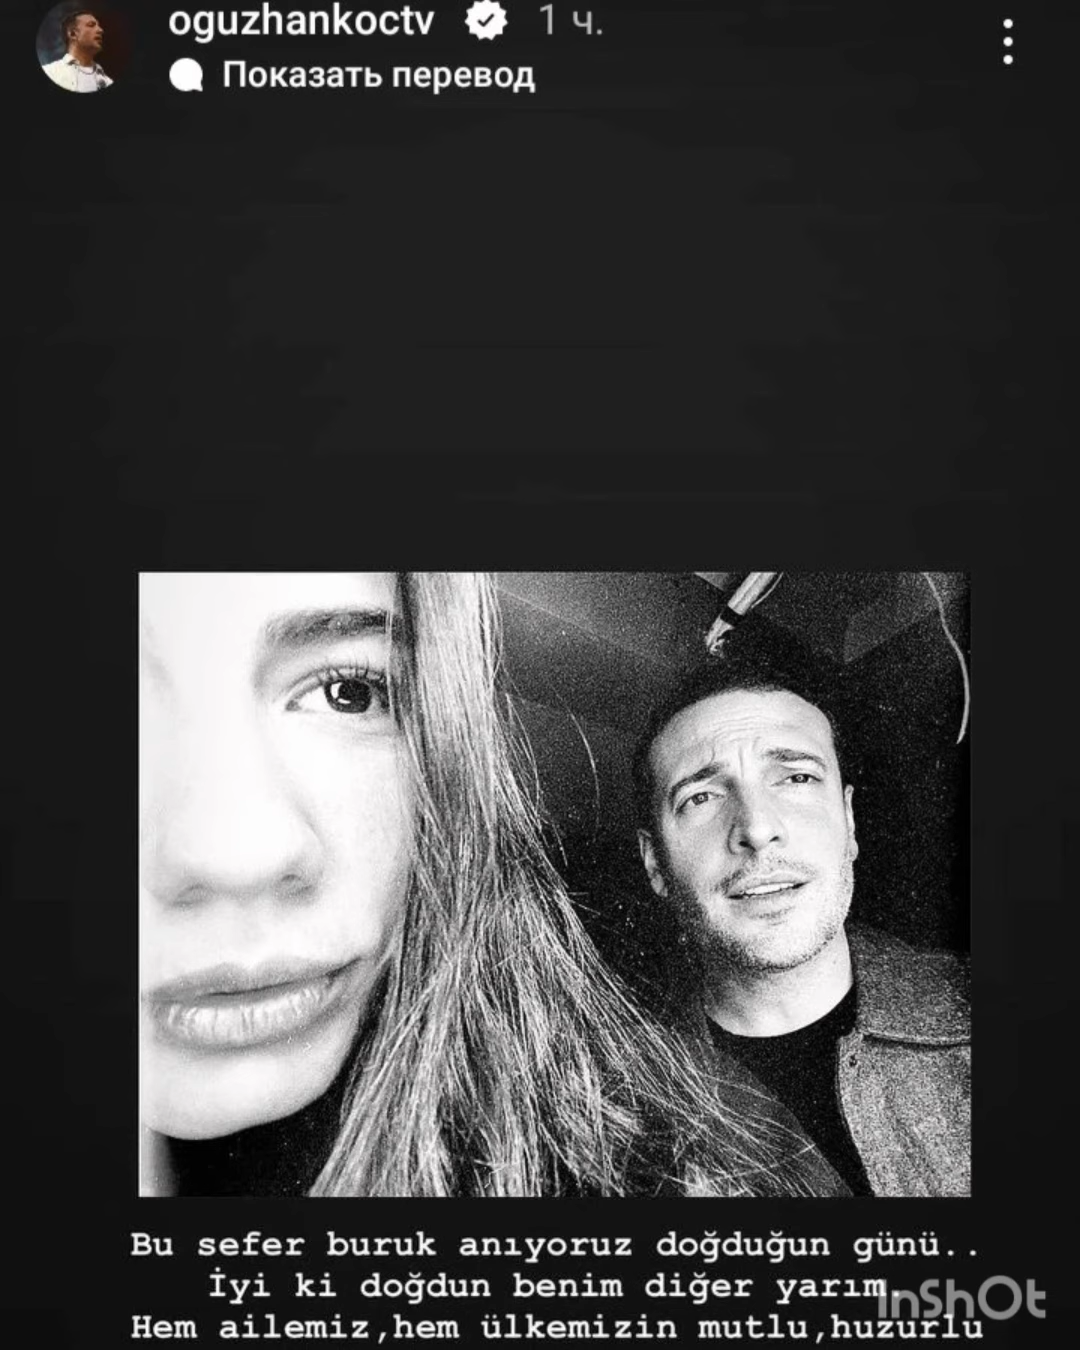 oguzhankoctv 1 ч.
Показать перевод
Bu sefer buruk anıyoruz doğduğun günü..
İyi ki doğdun benim diğer yarım.
Hem ailemiz,hem ülkemizin mutlu,huzurlu
InShOt